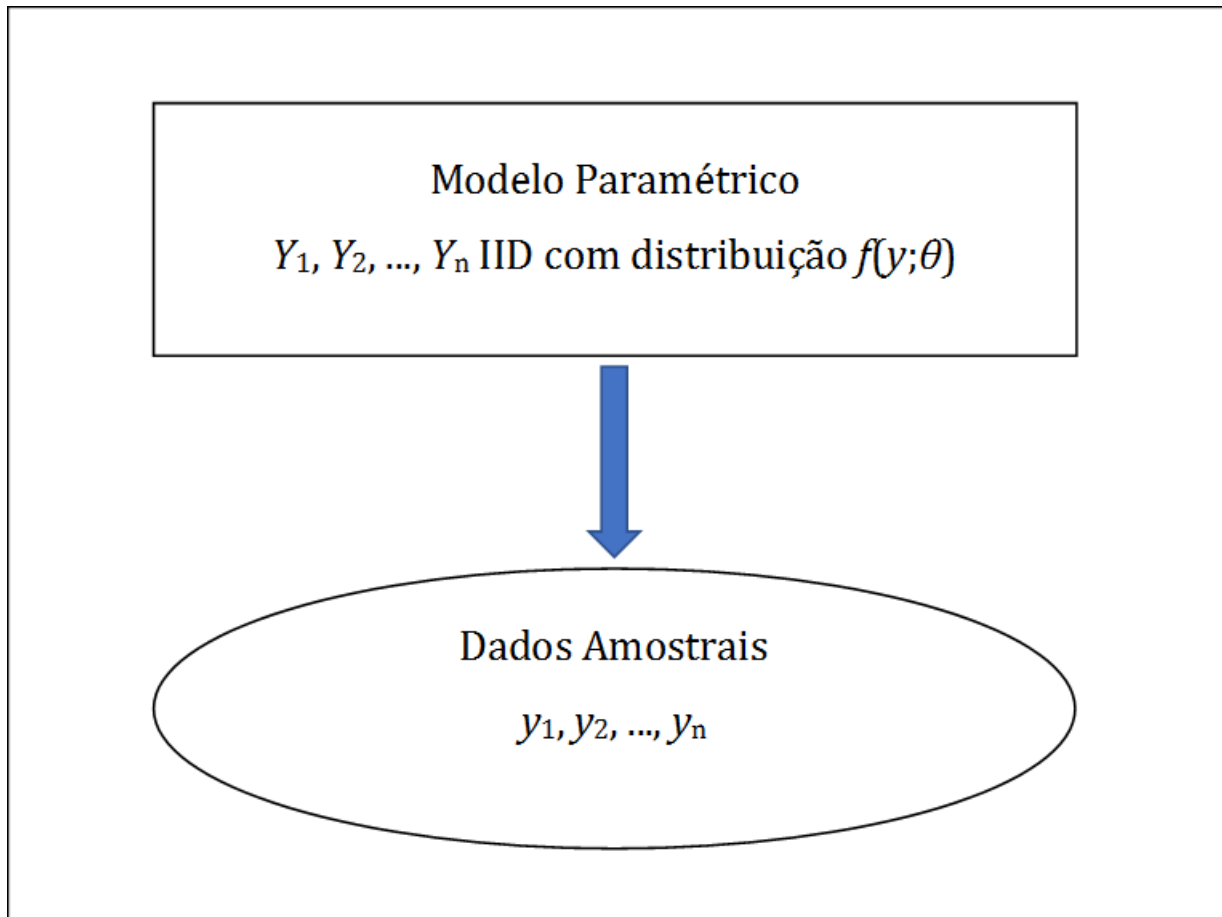 Modelo Paramétrico
Y₁, Y₂, ..., Yₙ IID com distribuição f(y;θ)
Dados Amostrais
y₁, y₂, ..., yₙ